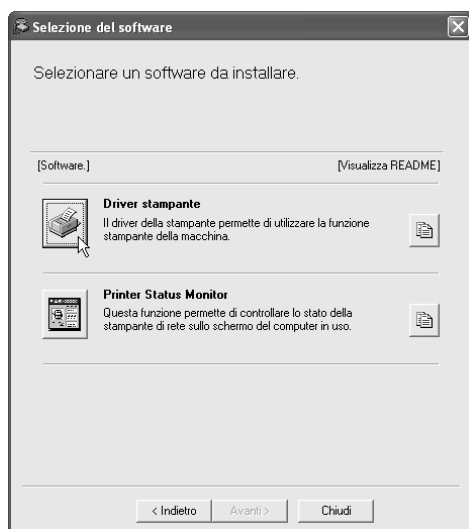 Selezione del software
Selezionare un software da installare.
[Software.] [Visualizza README]
Driver stampante
Il driver della stampante permette di utilizzare la funzione
stampante della macchina.
Printer Status Monitor
Questa funzione permette di controllare lo stato della
stampante di rete sullo schermo del computer in uso.
< Indietro Avanti > Chiudi